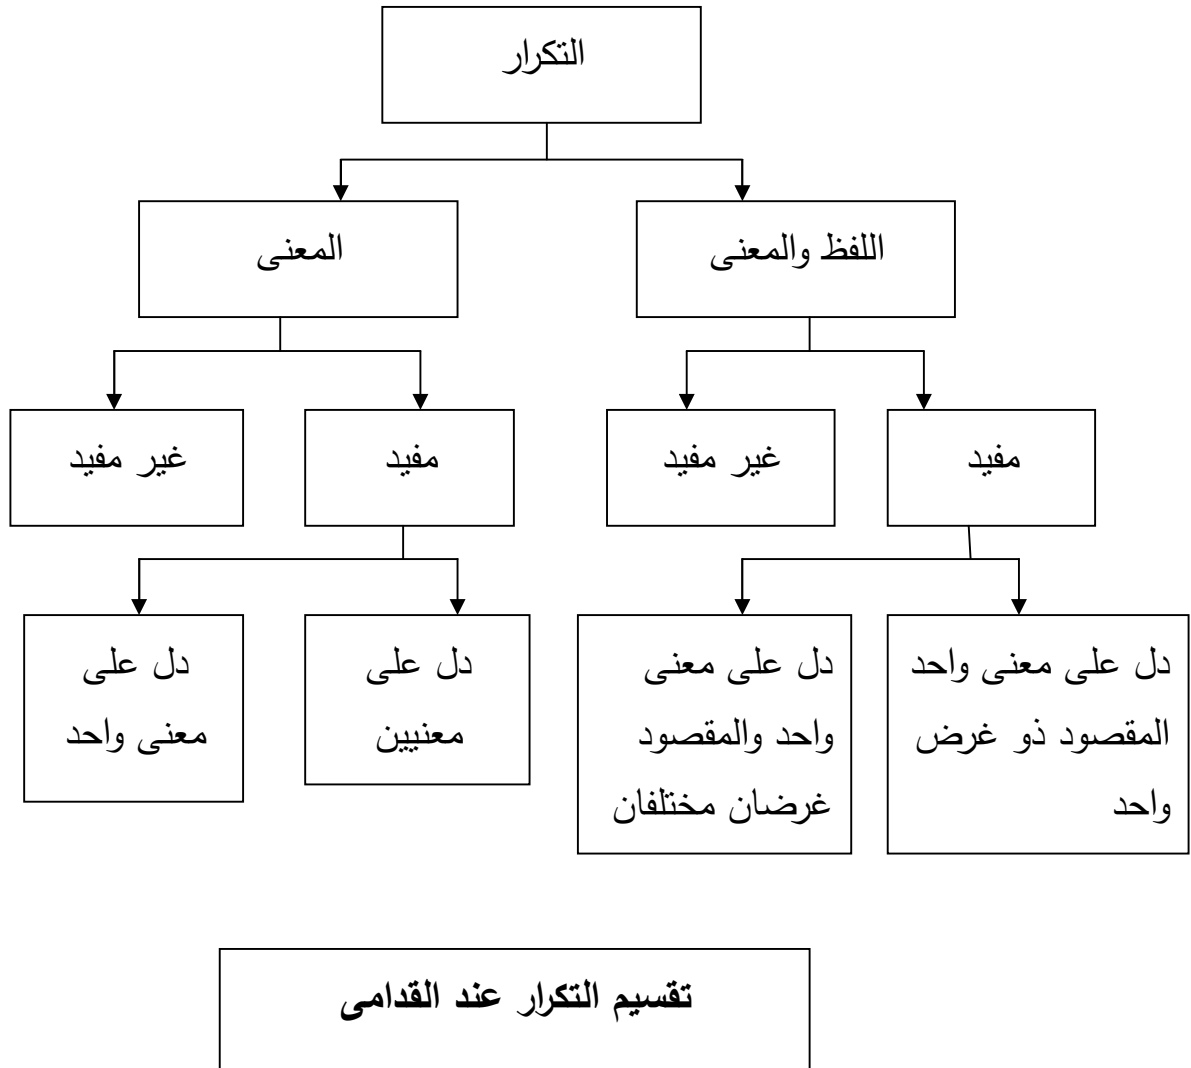 التكرار
اللفظ والمعنى
المعنى
مفيد
غير مفيد
مفيد
غير مفيد
دل على معنى واحد
المقصود ذو غرض
واحد
دل على معنى
واحد والمقصود
غرضان مختلفان
دل على
معنيين
دل على
معنى واحد
تقسيم التكرار عند القدامى